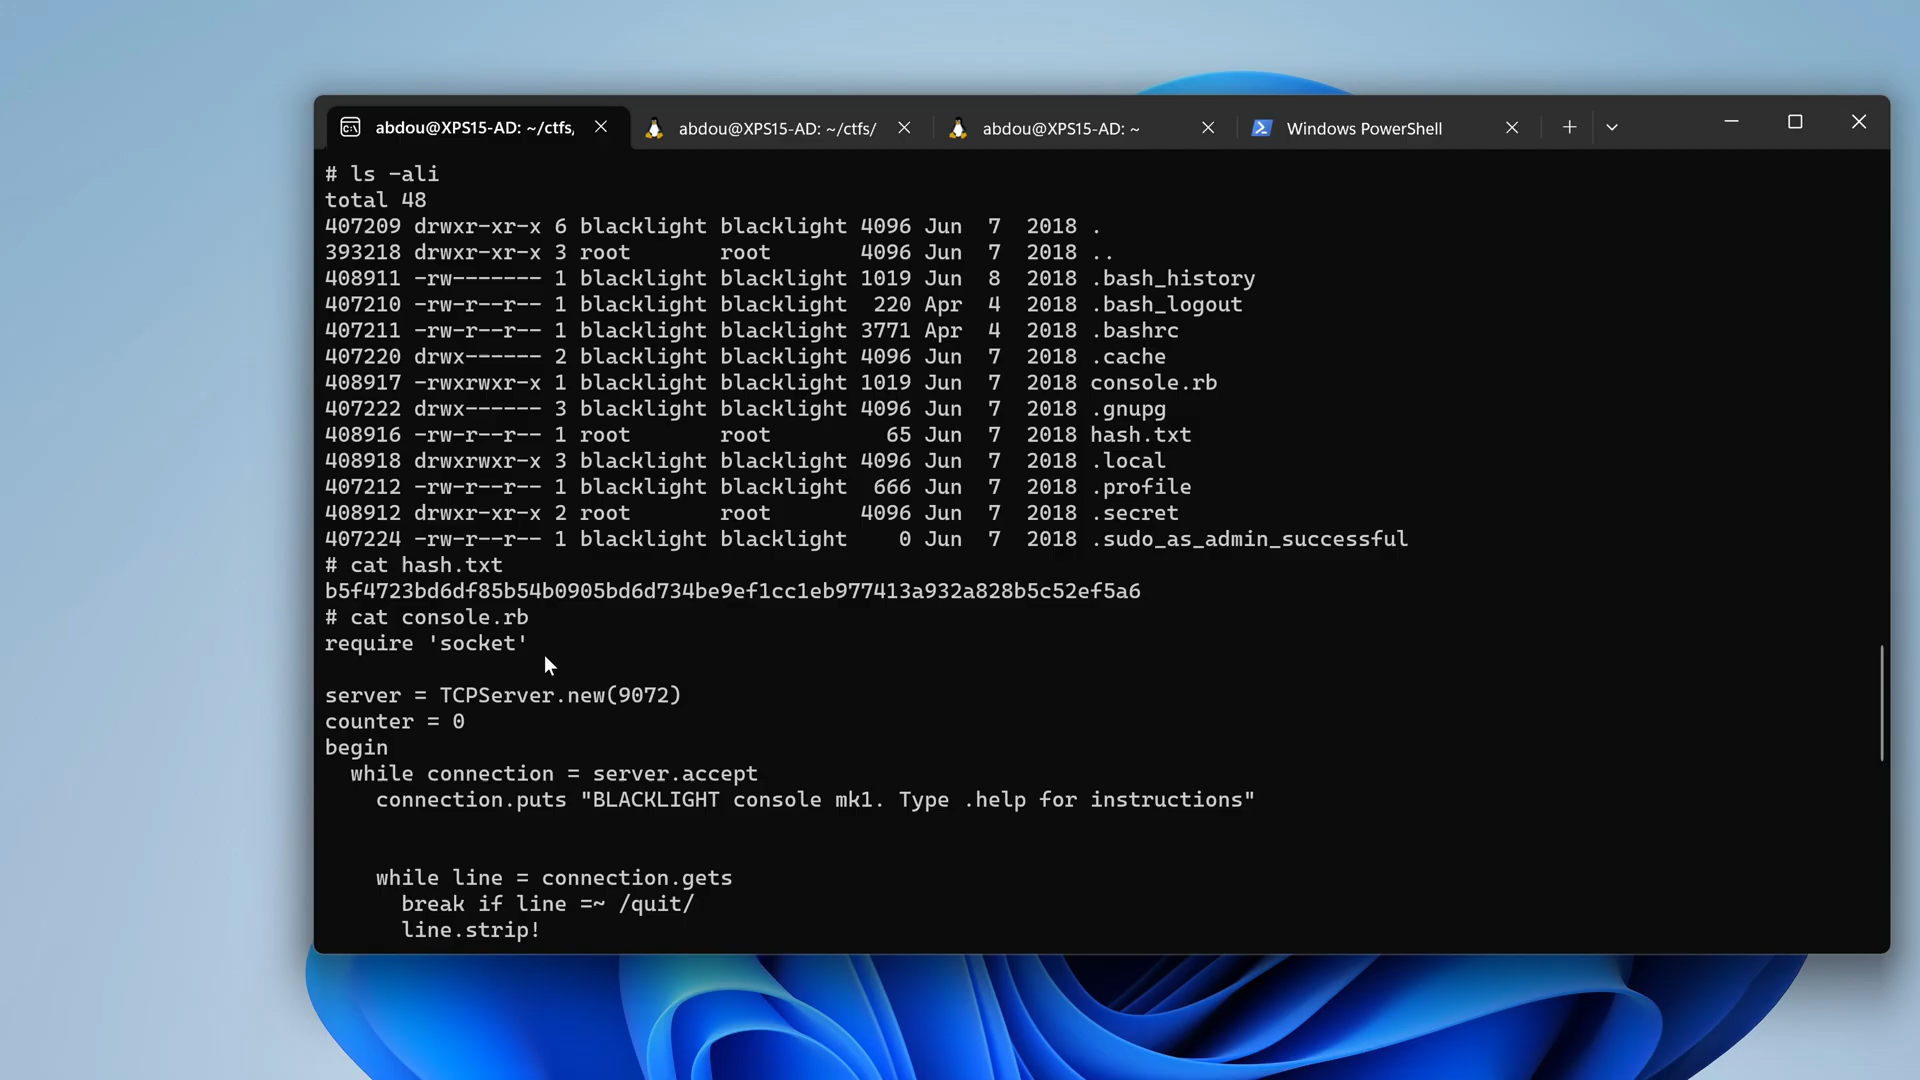 abdou@XPS15-AD: ~/ctfs,
abdou@XPS15-AD: ~/ctfs/
abdou@XPS15-AD: ~
Windows PowerShell
# ls -ali
total 48
407209 drwxr-xr-x 6 blacklight blacklight 4096 Jun  7  2018 .
393218 drwxr-xr-x 3 root       root       4096 Jun  7  2018 ..
408911 -rw------- 1 blacklight blacklight 1019 Jun  8  2018 .bash_history
407210 -rw-r--r-- 1 blacklight blacklight  220 Apr  4  2018 .bash_logout
407211 -rw-r--r-- 1 blacklight blacklight 3771 Apr  4  2018 .bashrc
407220 drwx------ 2 blacklight blacklight 4096 Jun  7  2018 .cache
408917 -rwxrwxr-x 1 blacklight blacklight 1019 Jun  7  2018 console.rb
407222 drwx------ 3 blacklight blacklight 4096 Jun  7  2018 .gnupg
408916 -rw-r--r-- 1 root       root         65 Jun  7  2018 hash.txt
408918 drwxrwxr-x 3 blacklight blacklight 4096 Jun  7  2018 .local
407212 -rw-r--r-- 1 blacklight blacklight  666 Jun  7  2018 .profile
408912 drwxr-xr-x 2 root       root       4096 Jun  7  2018 .secret
407224 -rw-r--r-- 1 blacklight blacklight    0 Jun  7  2018 .sudo_as_admin_successful
# cat hash.txt
b5f4723bd6df85b54b0905bd6d734be9ef1cc1eb977413a932a828b5c52ef5a6
# cat console.rb
require 'socket'
server = TCPServer.new(9072)
counter = 0
begin
  while connection = server.accept
    connection.puts "BLACKLIGHT console mk1. Type .help for instructions"
    while line = connection.gets
      break if line =~ /quit/
      line.strip!